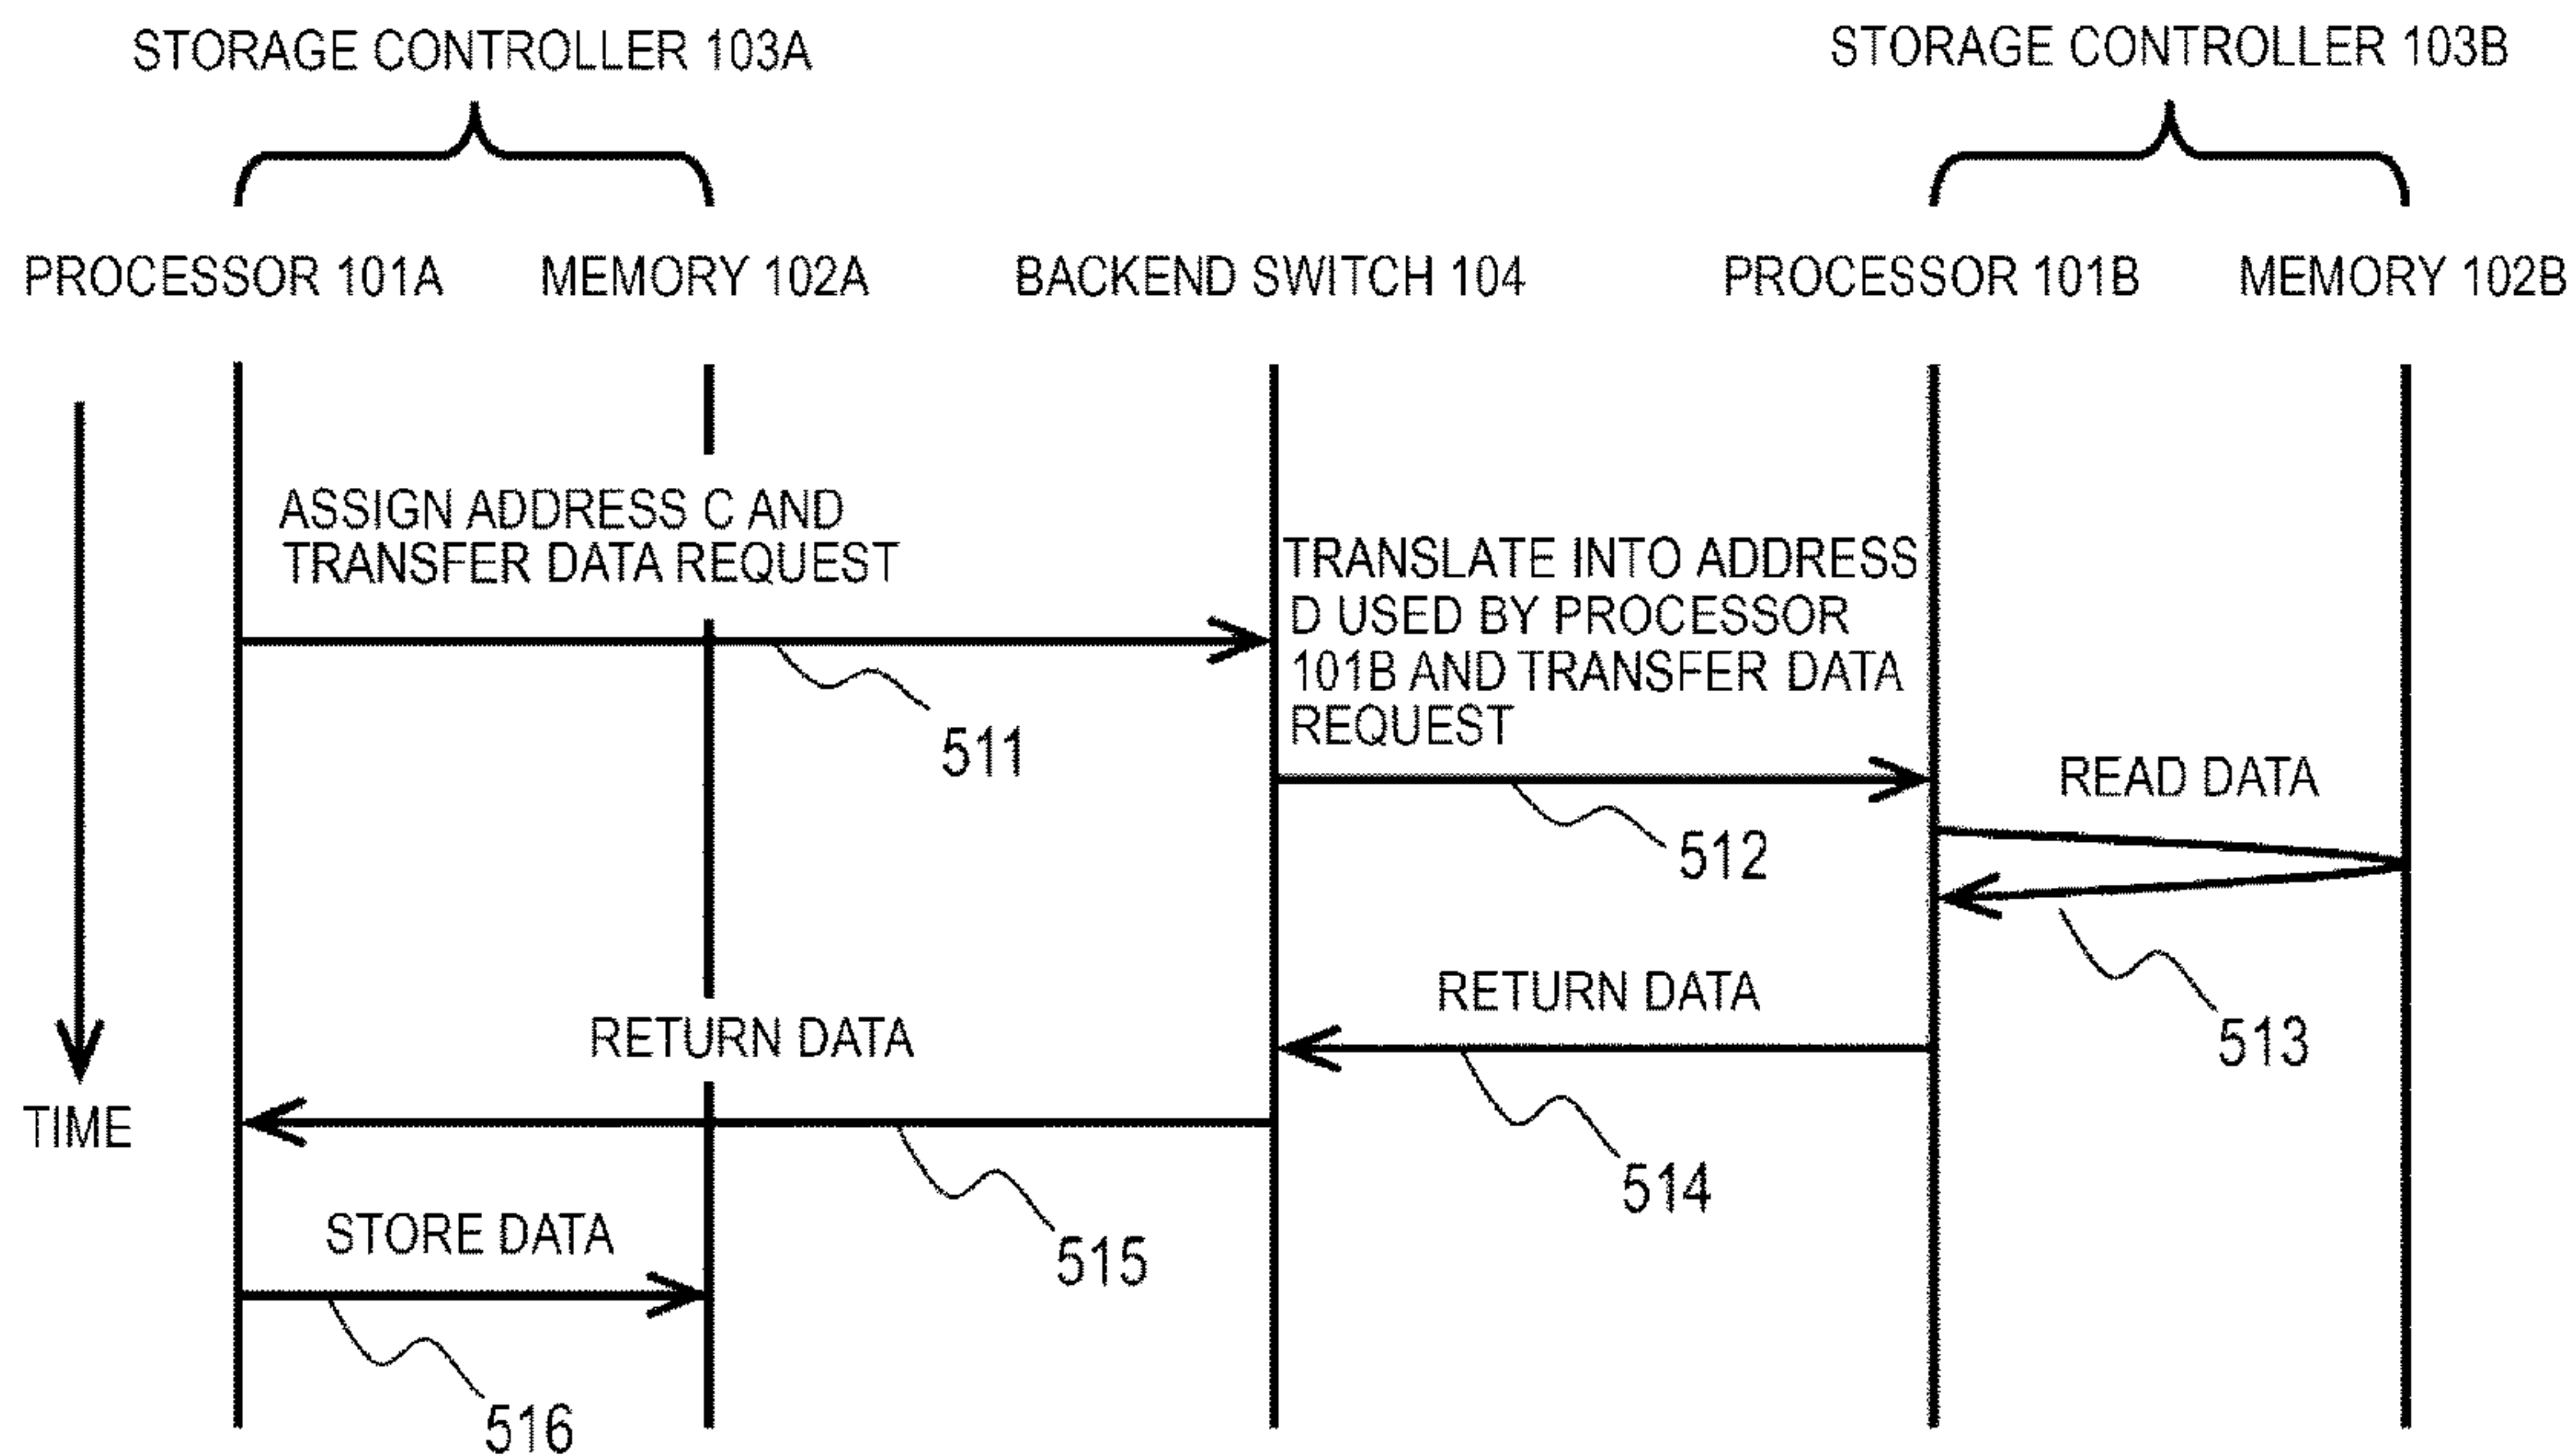 STORAGE CONTROLLER 103A
STORAGE CONTROLLER 103B
PROCESSOR 101A
MEMORY 102A
BACKEND SWITCH 104
PROCESSOR 101B
MEMORY 102B
ASSIGN ADDRESS C AND
TRANSFER DATA REQUEST
511
TRANSLATE INTO ADDRESS
D USED BY PROCESSOR
101B AND TRANSFER DATA
REQUEST
512
READ DATA
513
RETURN DATA
514
RETURN DATA
515
TIME
STORE DATA
516